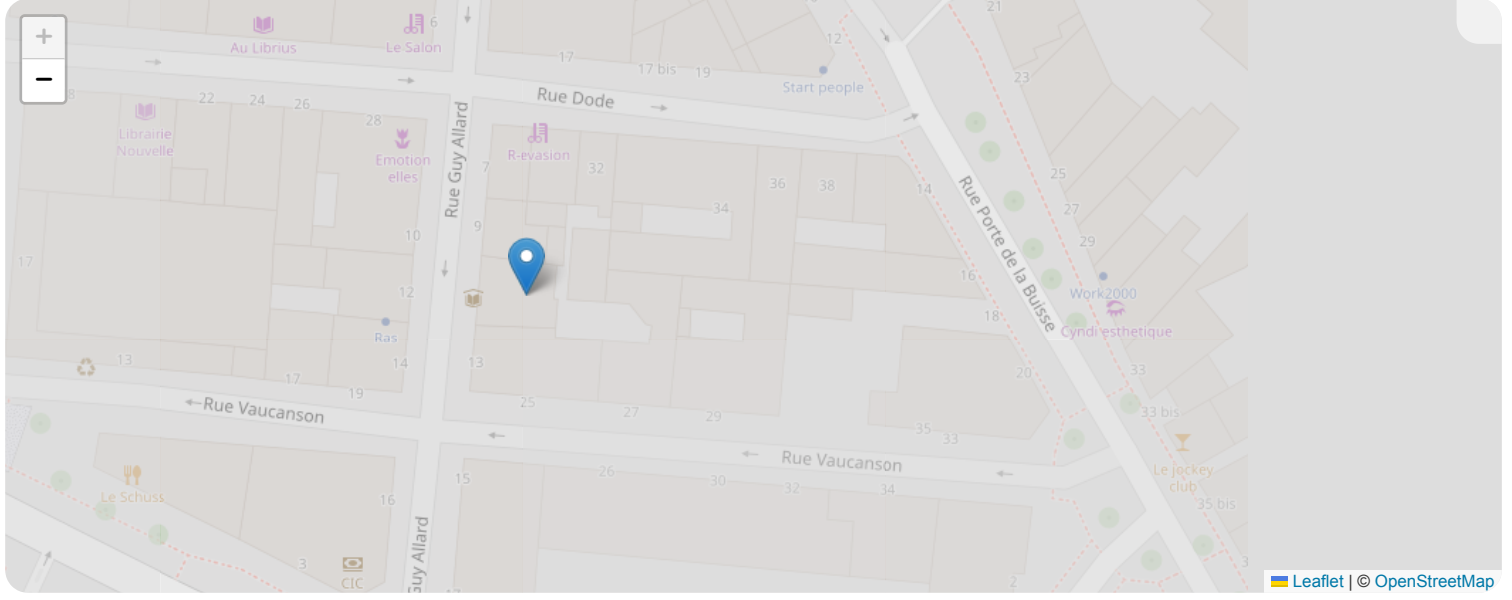 +
−
21
6
Au Librius
Le Salon
12
17
17 bis
19
23
Start people
8
22
24
26
28
Rue Dode
Librairie
Nouvelle
Emotion
elles
Rue Guy Allard
R-evasion
7
32
36
38
14
25
34
27
9
10
29
Rue Porte de la Buisse
17
16
12
Work2000
18
Cyndi esthetique
Ras
13
14
13
20
33
17
19
25
27
29
33 bis
Rue Vaucanson
35
33
Rue Vaucanson
Le Jockey
club
Le Schuss
15
26
30
32
34
16
35 bis
3
CIC
Guy Allard
2
3
17
Leaflet | © OpenStreetMap